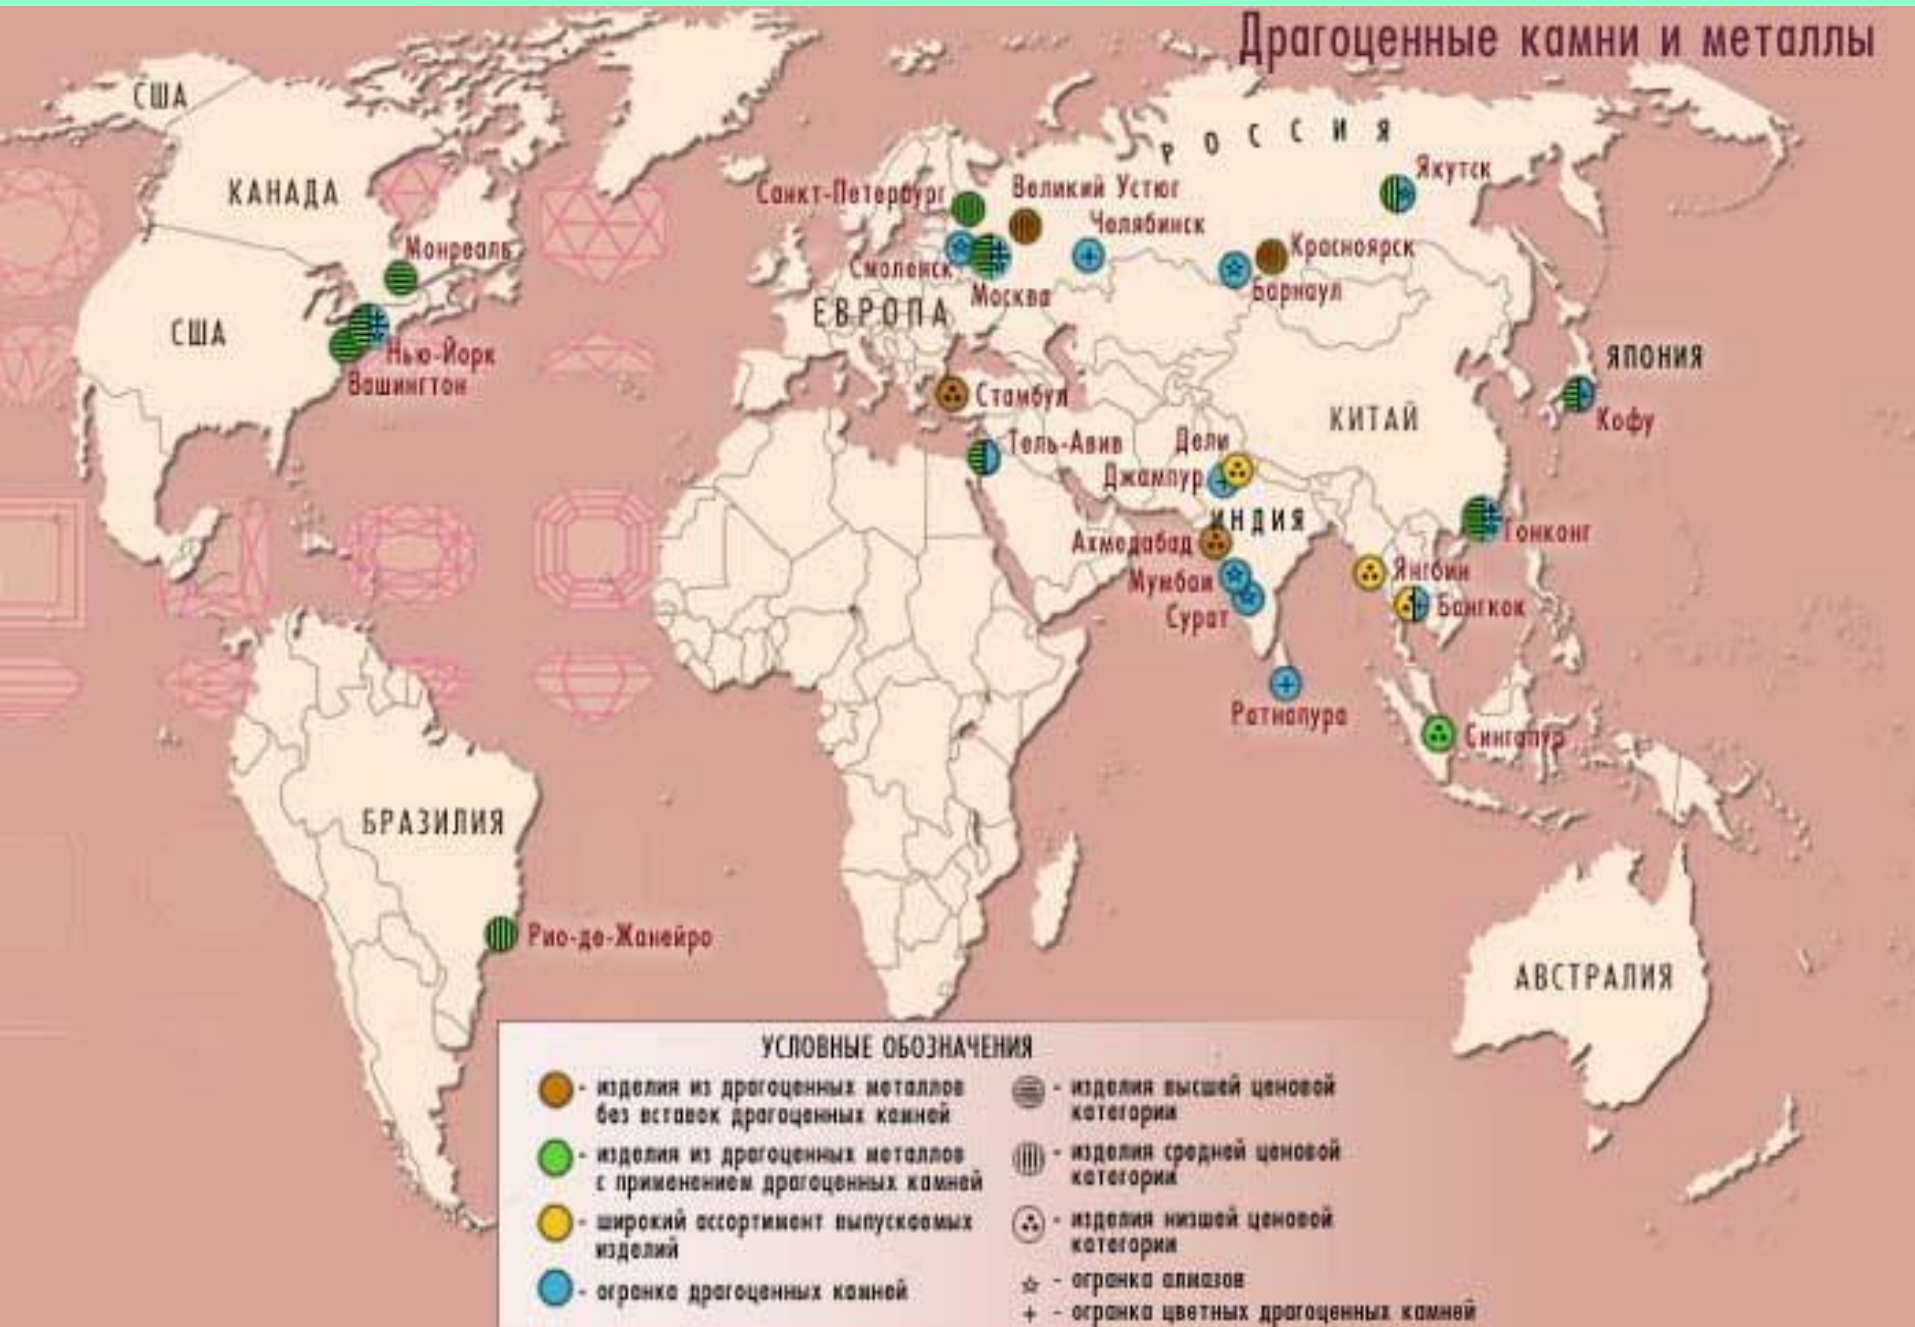 Драгоценные камни и металлы
США
РОССИЯ
КАНАДА
Якутск
Санкт-Петербург
Великий Устюг
Челябинск
Монреаль
Красноярск
Смоленск
Москва
Барнаул
ЕВРОПА
США
Нью-Йорк
Вашингтон
ЯПОНИЯ
Стамбул
Кофу
КИТАЙ
Тель-Авив
Дели
Джампур
ИНДИЯ
Гонконг
Ахмедабад
Янгбин
Мумбаи
Бангкок
Сурат
Ратнапура
Сингапур
БРАЗИЛИЯ
Рио-де-Жанейро
АВСТРАЛИЯ
УСЛОВНЫЕ ОБОЗНАЧЕНИЯ
- изделия из драгоценных металлов
без вставок драгоценных камней
- изделия из драгоценных металлов
с применением драгоценных камней
- широкий ассортимент выпускаемых
изделий
- огранка драгоценных камней
- изделия высшей ценовой
категории
- изделия средней ценовой
категории
- изделия низшей ценовой
категории
- огранка алмазов
+ - огранка цветных драгоценных камней